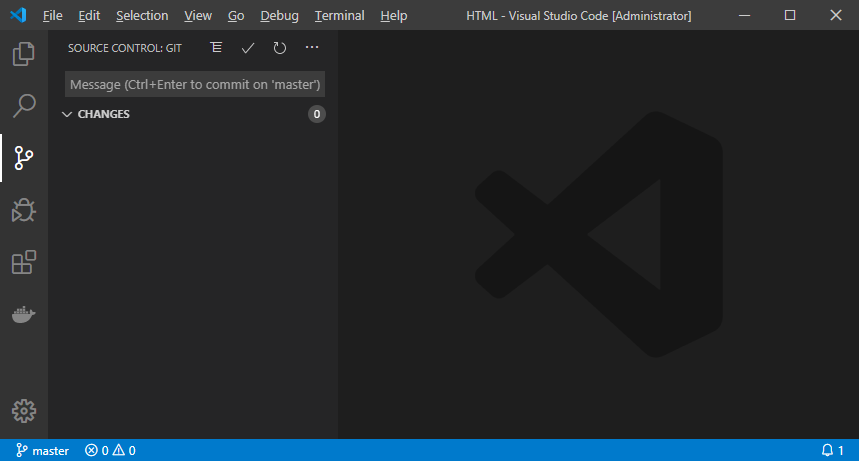 File Edit Selection View Go Debug Terminal Help HTML - Visual Studio Code [Administrator]
SOURCE CONTROL: GIT
Message (Ctrl+Enter to commit on 'master')
CHANGES 0
master 0 0 1